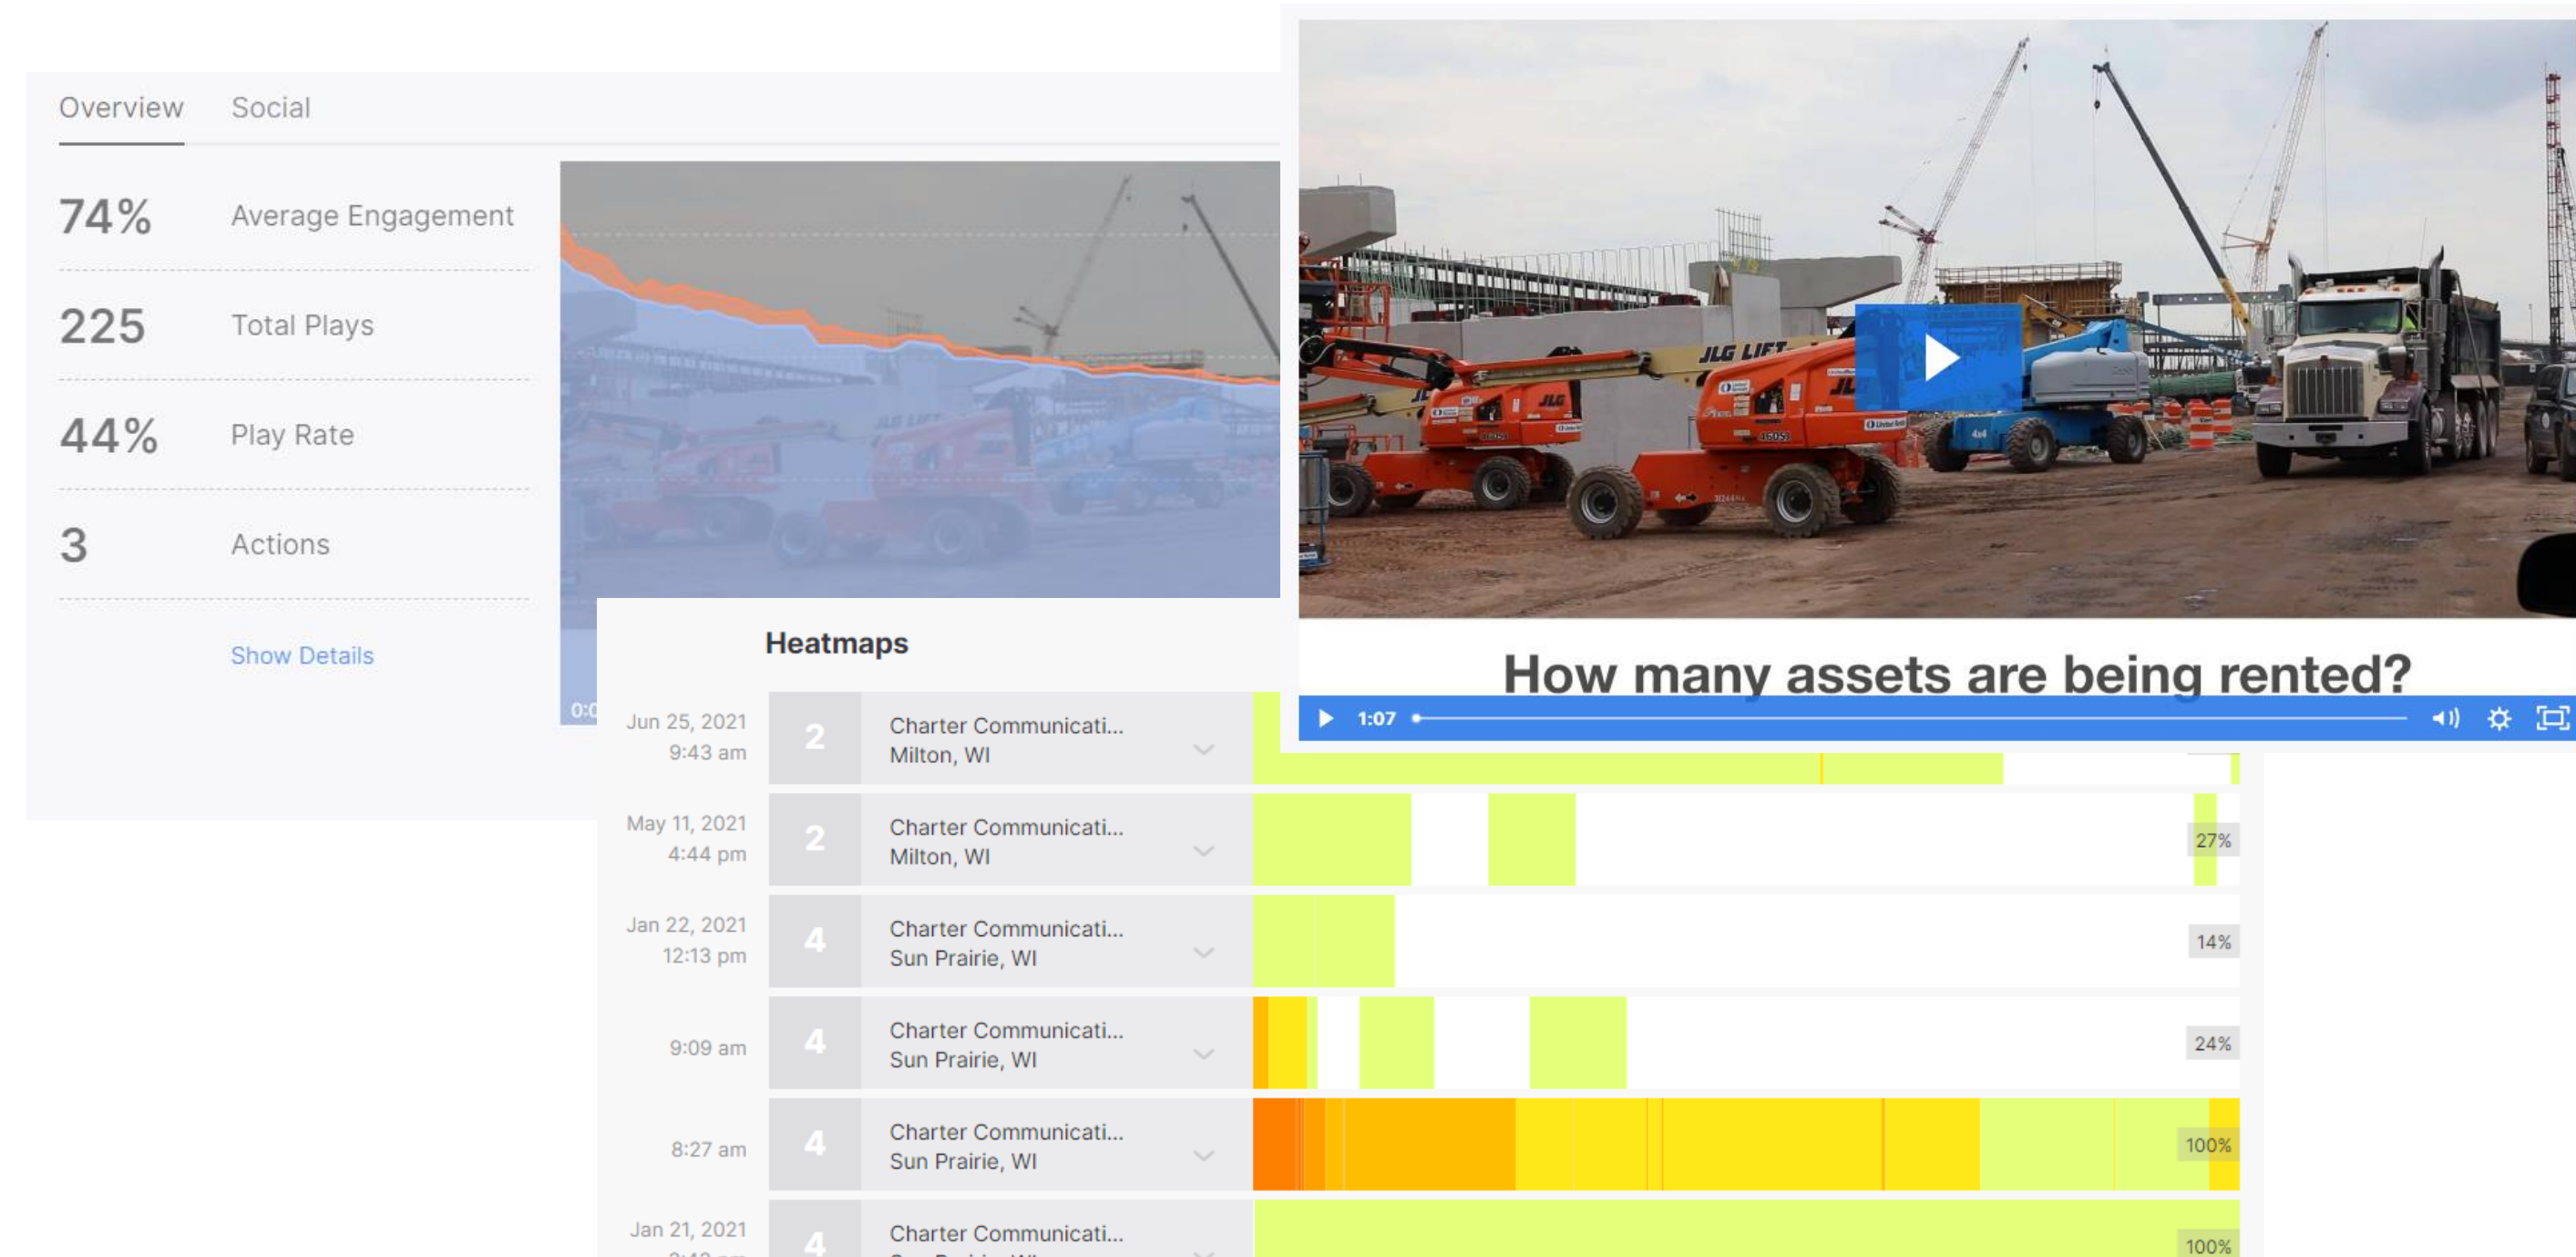 Overview Social
74% Average Engagement
225 Total Plays
44% Play Rate
3 Actions
Show Details
JLG LIFT
JLG
4x4
How many assets are being rented?
1:07
Heatmaps
Jun 25, 2021
9:43 am
2
Charter Communicati...
Milton, WI
May 11, 2021
4:44 pm
2
Charter Communicati...
Milton, WI
27%
Jan 22, 2021
12:13 pm
4
Charter Communicati...
Sun Prairie, WI
14%
9:09 am
4
Charter Communicati...
Sun Prairie, WI
24%
8:27 am
4
Charter Communicati...
Sun Prairie, WI
100%
Jan 21, 2021
4
Charter Communicati...
100%